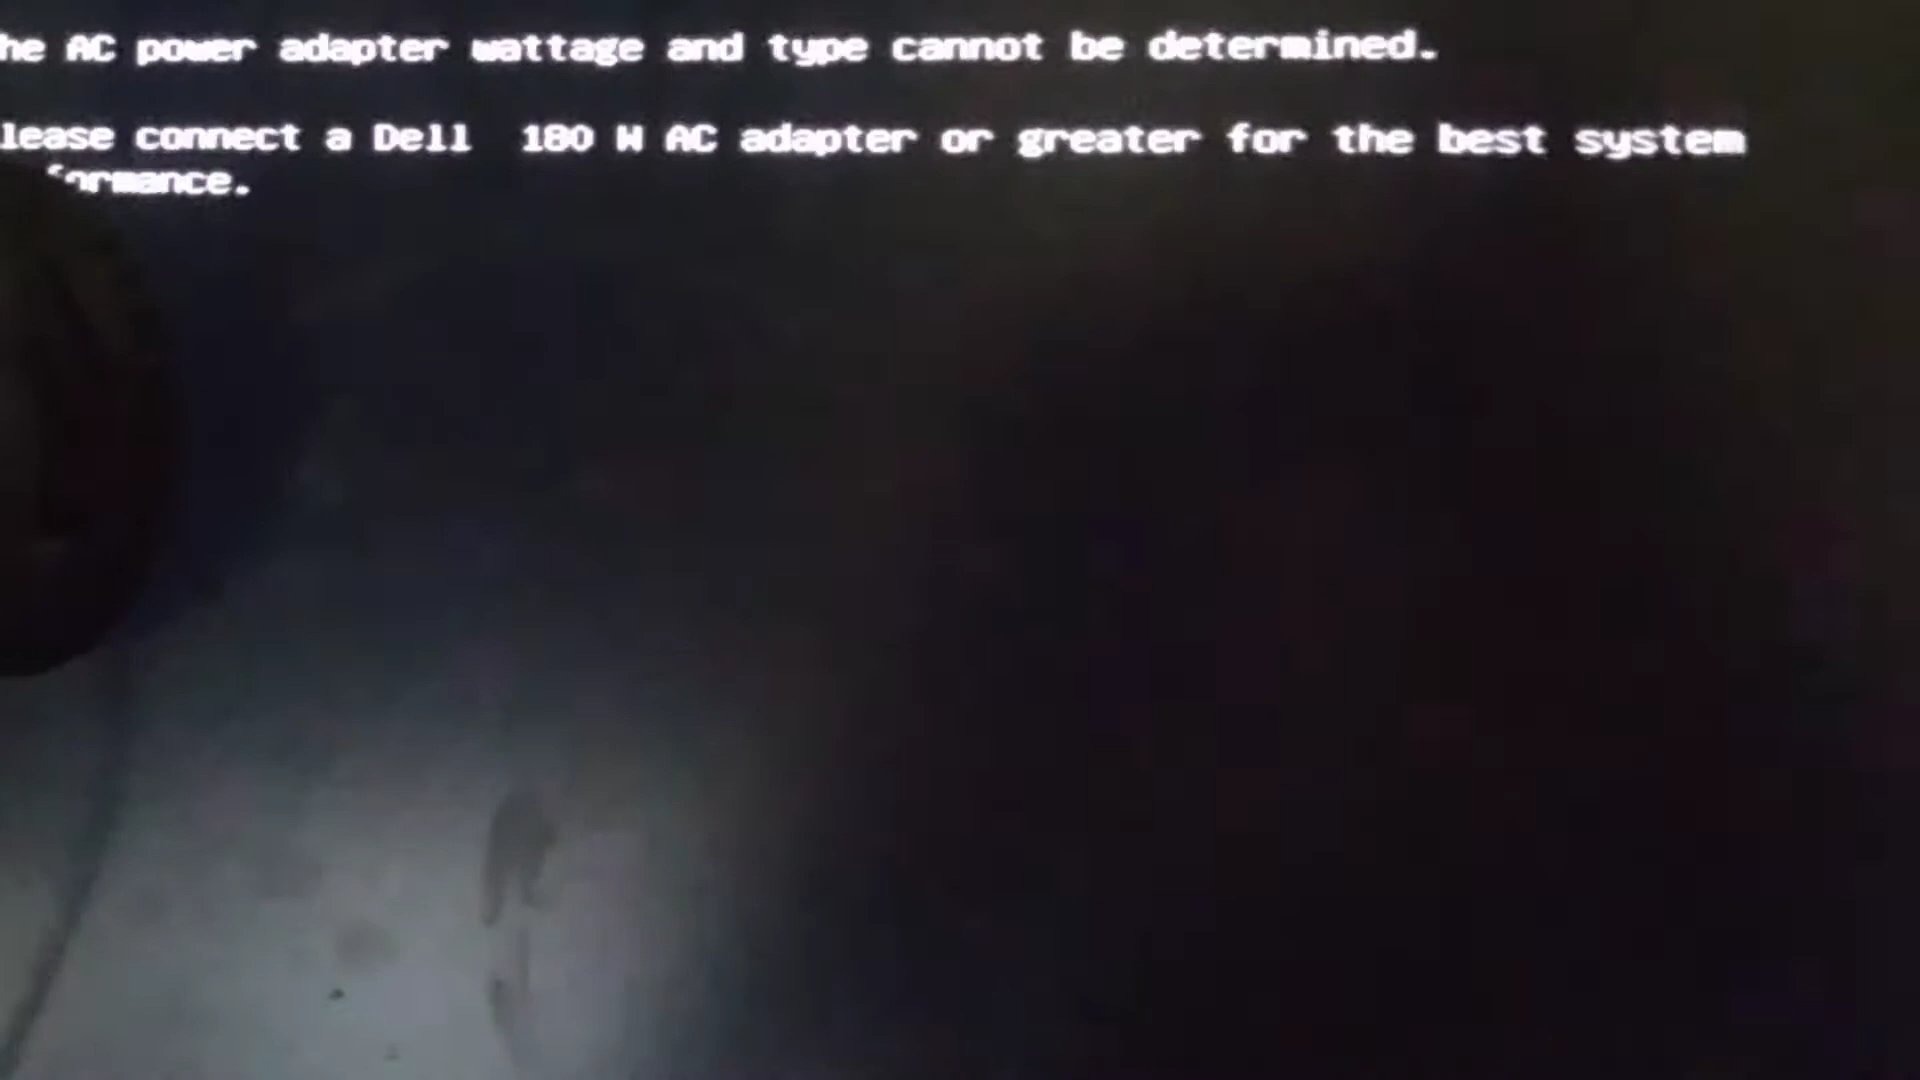 he AC power adapter wattage and type cannot be determined.
lease connect a Dell 180 W AC adapter or greater for the best system
formance.